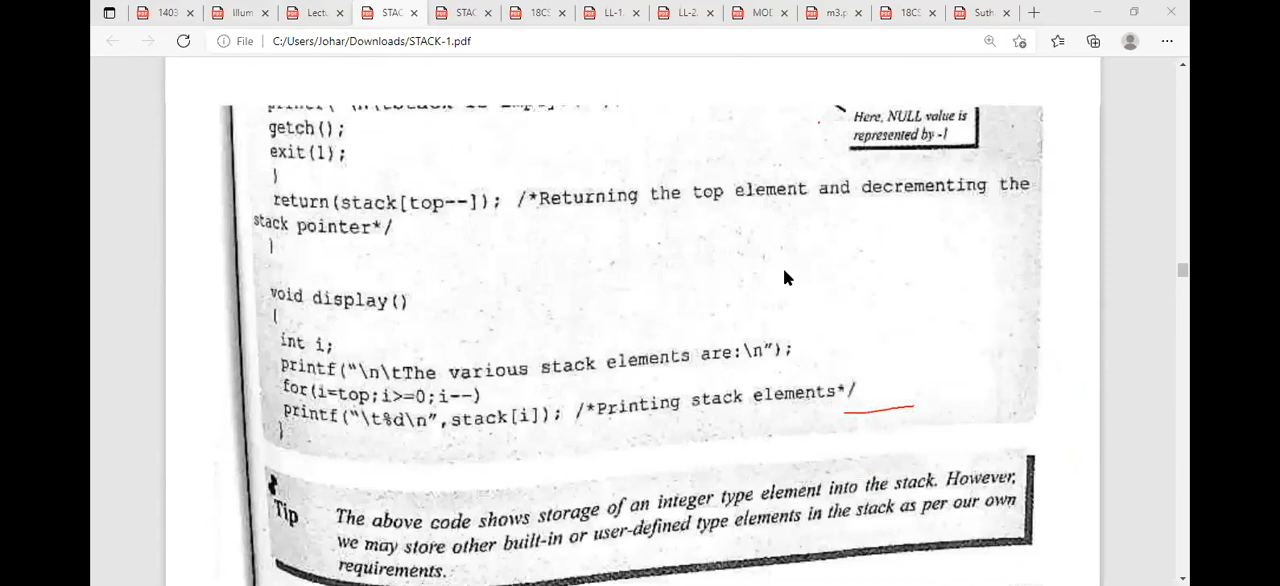 1403
Illum
Lect
STAC
STAC
18CS
LL-1.
LL-2.
MOD
m3.p
18CS
Suth
File | C:/Users/Johar/Downloads/STACK-1.pdf
Here, NULL value is
represented by -1
getch();
exit(1);
}
return(stack[top--]); /*Returning the top element and decrementing the
stack pointer*/
}
void display()
{
int i;
printf("\n\tThe various stack elements are:\n");
for(i=top;i>=0;i--)
printf("\t%d\n",stack[i]); /*Printing stack elements*/
}
Tip
The above code shows storage of an integer type element into the stack. However,
we may store other built-in or user-defined type elements in the stack as per our own
requirements.